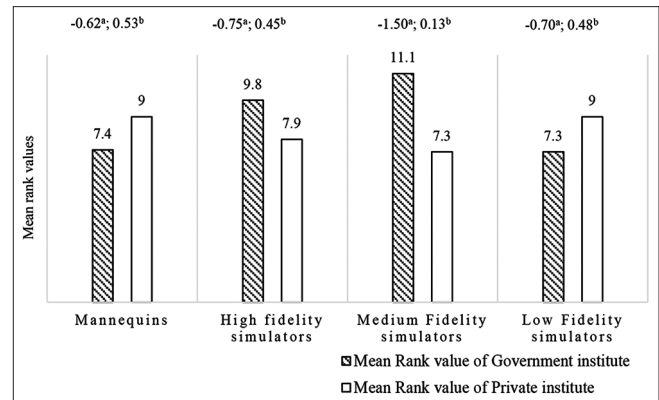 -0.62ᵃ; 0.53ᵇ -0.75ᵃ; 0.45ᵇ -1.50ᵃ; 0.13ᵇ -0.70ᵃ; 0.48ᵇ
7.4 9 9.8 7.9 11.1 7.3 7.3 9
Mean rank values
Mannequins High fidelity Medium Fidelity Low Fidelity
simulators simulators simulators
Mean Rank value of Government institute
Mean Rank value of Private institute